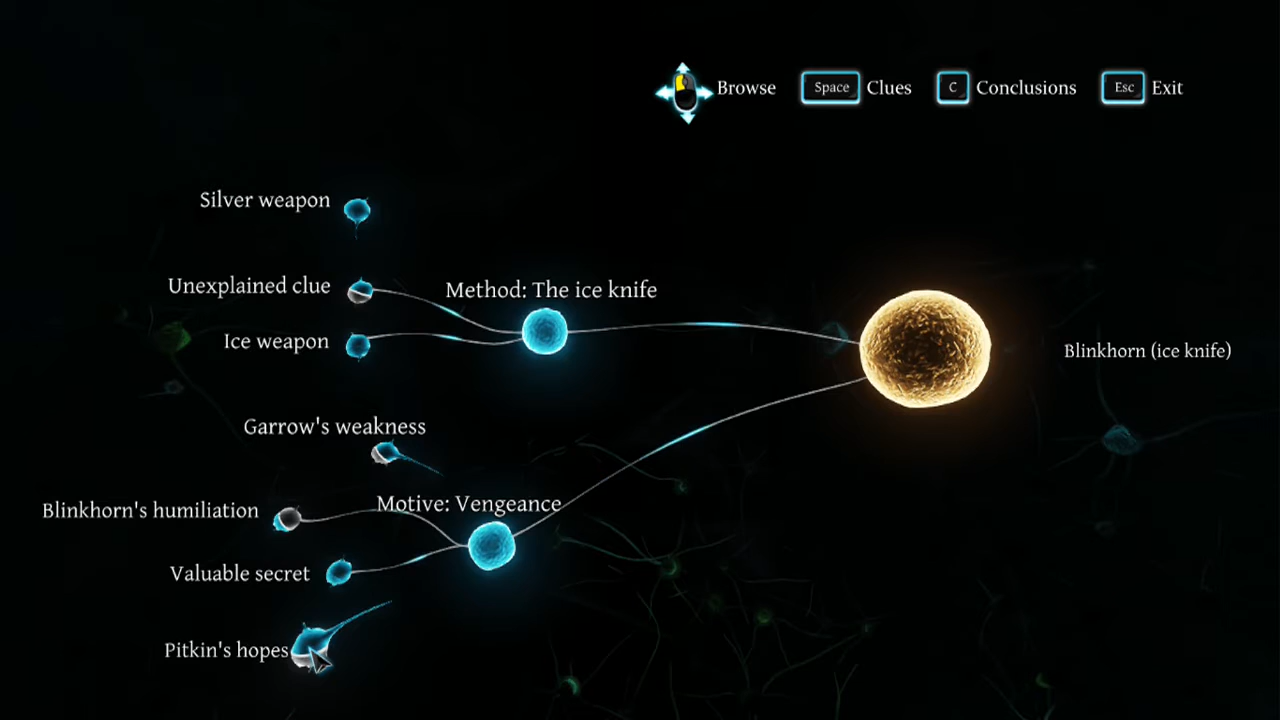 Browse
Space
Clues
C
Conclusions
Esc
Exit
Silver weapon
Unexplained clue
Method: The ice knife
Ice weapon
Blinkhorn (ice knife)
Garrow's weakness
Motive: Vengeance
Blinkhorn's humiliation
Valuable secret
Pitkin's hopes